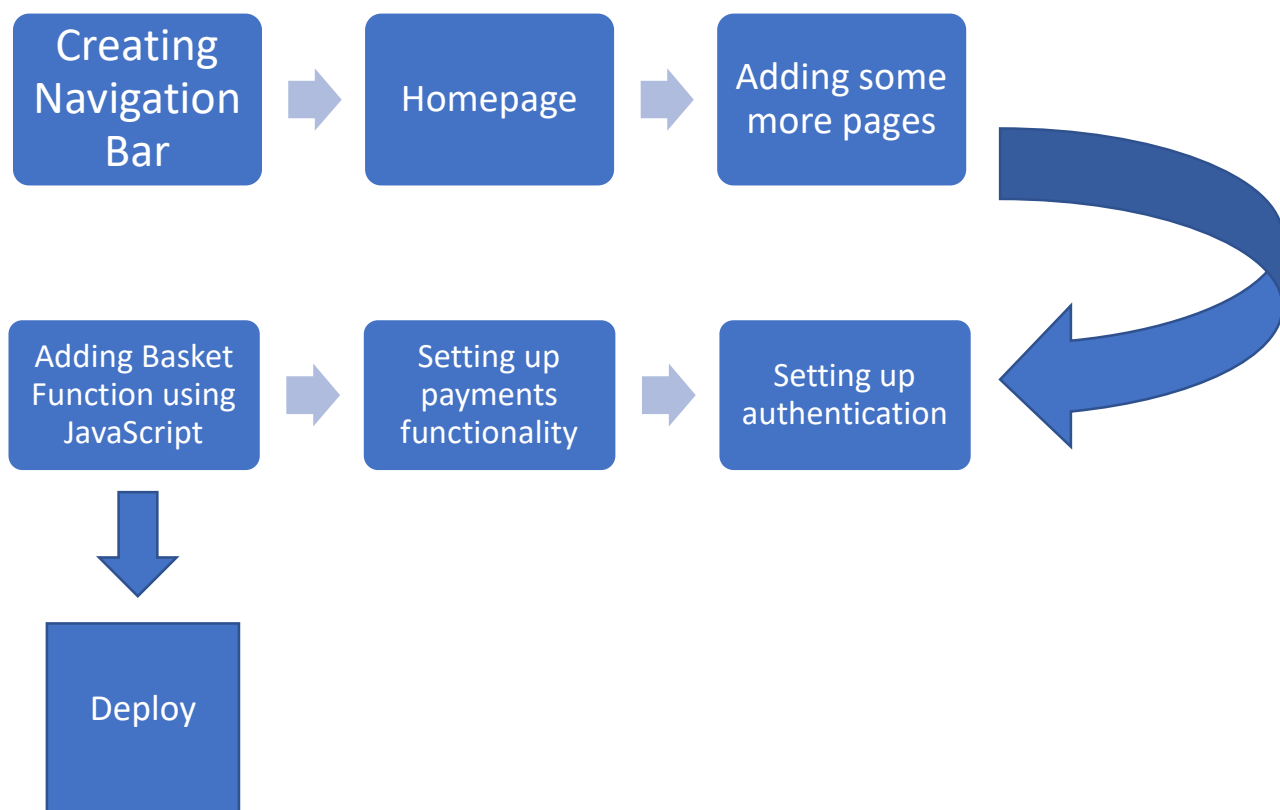 Creating
Navigation
Bar
Homepage
Adding some
more pages
Adding Basket
Function using
JavaScript
Setting up
payments
functionality
Setting up
authentication
Deploy